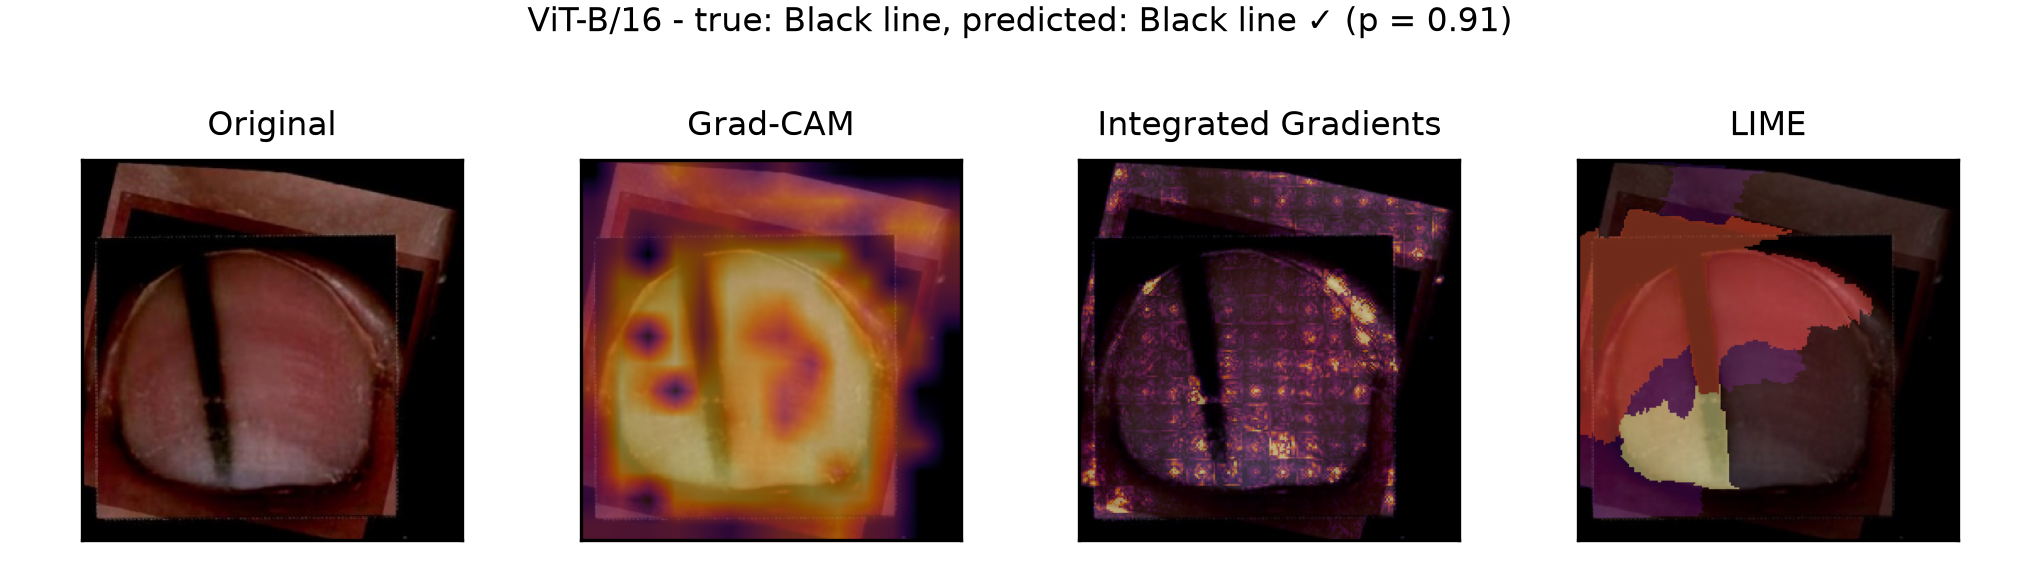 ViT-B/16 - true: Black line, predicted: Black line ✓ (p = 0.91)
Original
Grad-CAM
Integrated Gradients
LIME